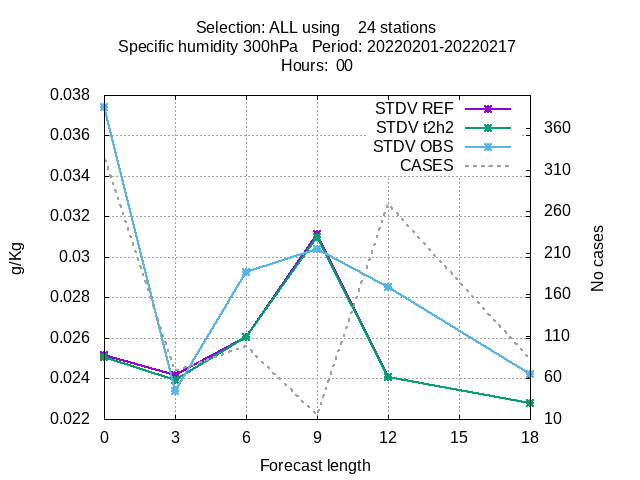 Selection: ALL using    24 stations
Specific humidity 300hPa   Period: 20220201-20220217
Hours:  00
STDV REF
STDV t2h2
STDV OBS
CASES
0.038
0.036
0.034
0.032
0.03
0.028
0.026
0.024
0.022
g/Kg
360
310
260
210
160
110
60
10
No cases
0 3 6 9 12 15 18
Forecast length